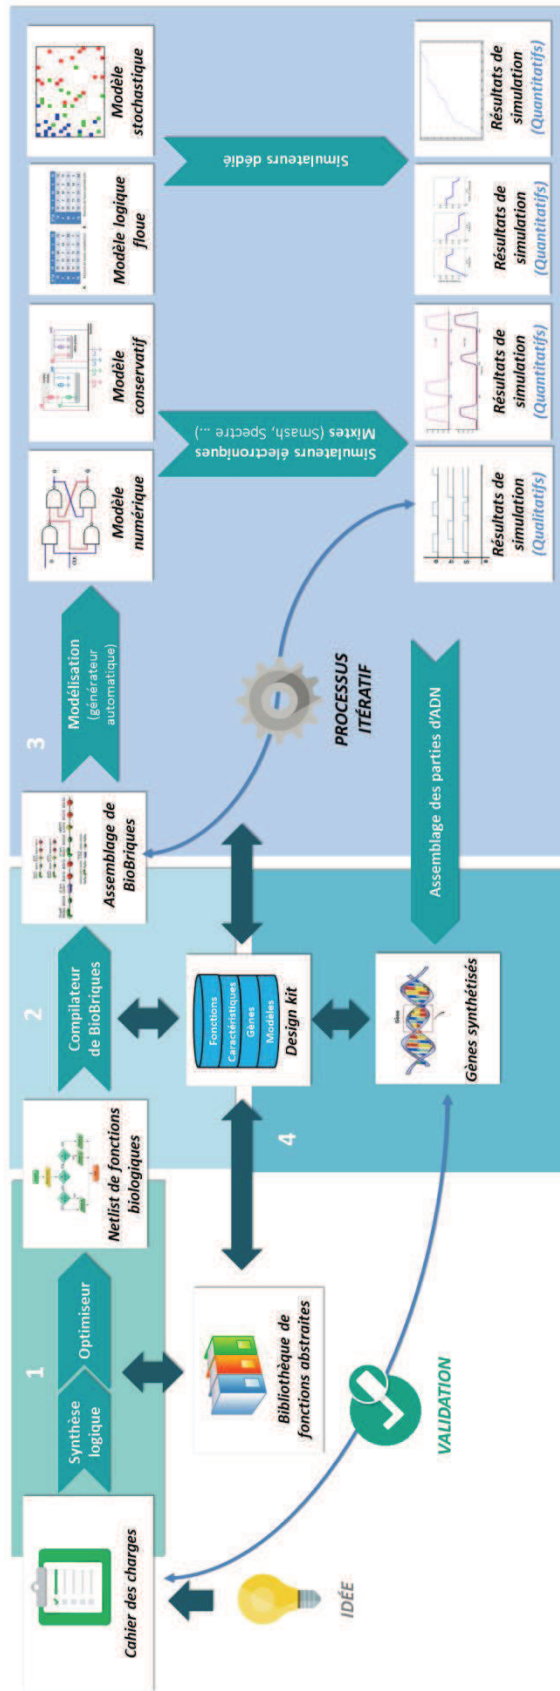 1
2
3
4
Cahier des charges
IDÉE
Synthèse
logique
Optimiseur
Bibliothèque de
fonctions abstraites
VALIDATION
Netlist de fonctions
biologiques
Compilateur
de BioBriques
Fonctions
Caractéristiques
Gènes
Modèles
Design kit
Gènes synthétisés
Assemblage de
BioBriques
Modélisation
(générateur
automatique)
PROCESSUS
ITÉRATIF
Assemblage des parties d'ADN
Modèle
numérique
Modèle
conservatif
Modèle logique
floue
Modèle
stochastique
Simulateurs électroniques
Mixtes (Smash, Spectre ...)
Simulateurs dédié
Résultats de
simulation
(Qualitatifs)
Résultats de
simulation
(Quantitatifs)
Résultats de
simulation
(Quantitatifs)
Résultats de
simulation
(Quantitatifs)